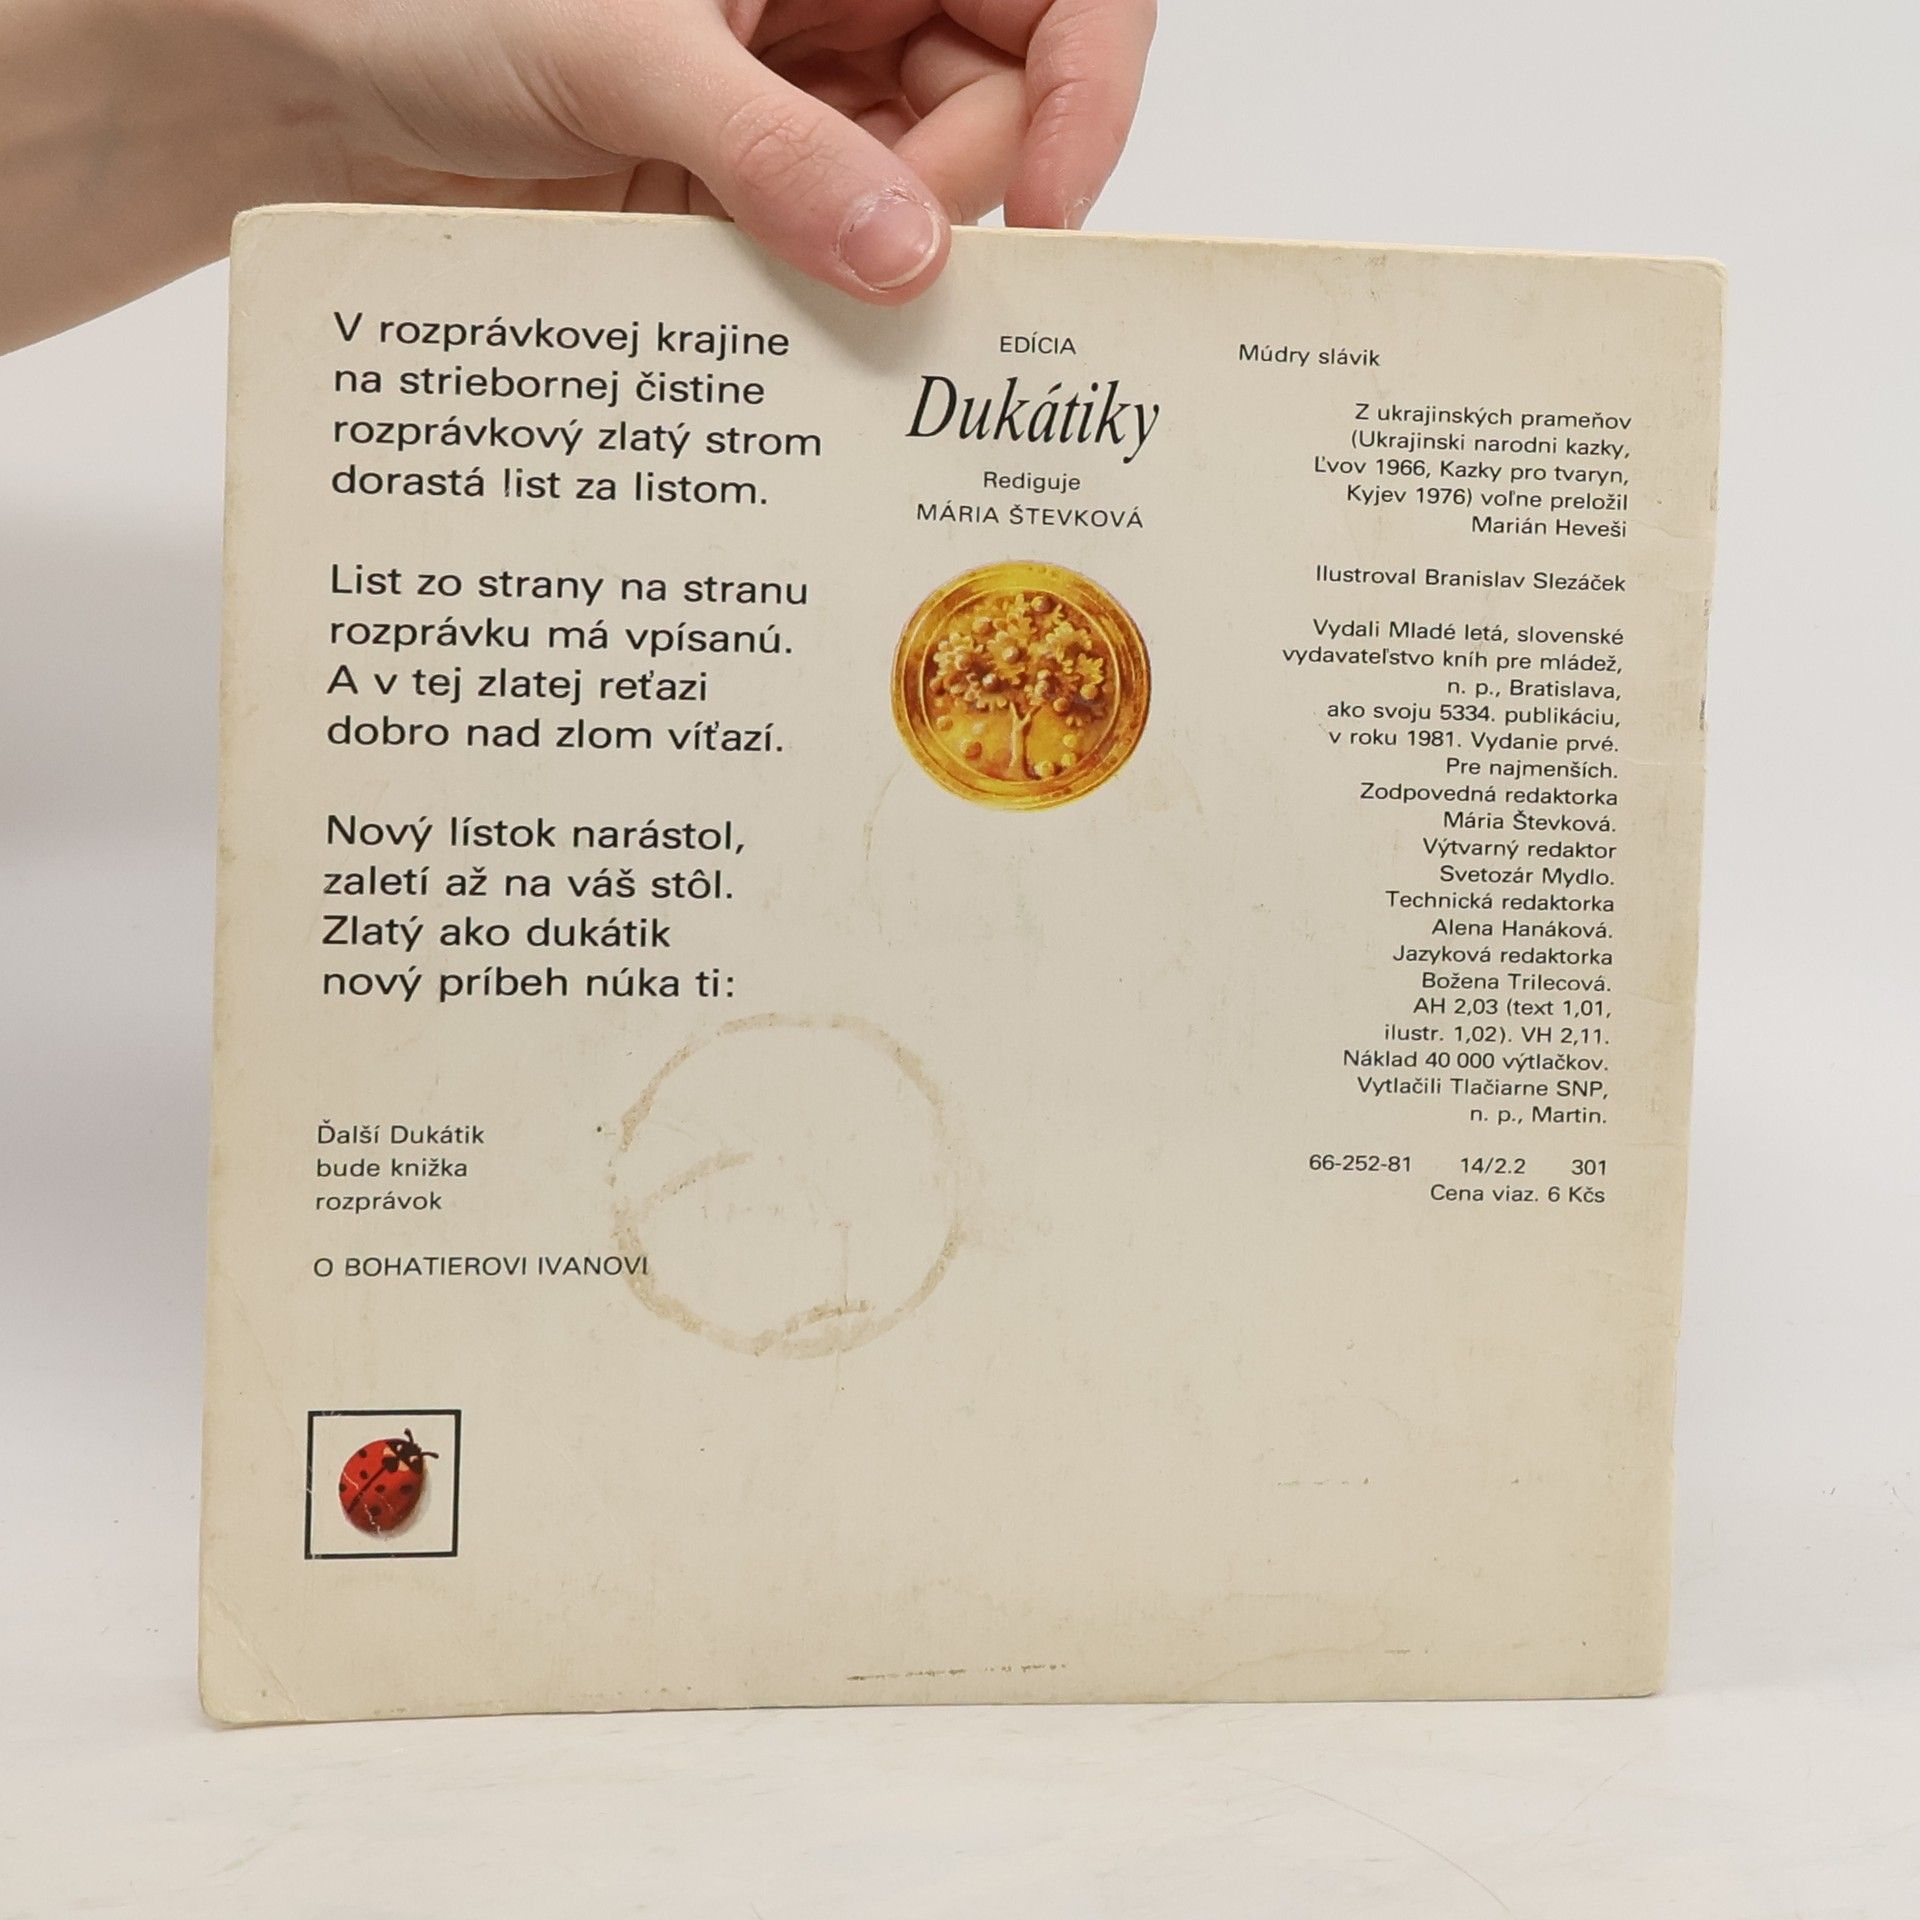 V rozprávkovej krajine
na striebornej čistine
rozprávkový zlatý strom
dorastá list za listom.
List zo strany na stranu
rozprávku má vpísanú.
A v tej zlatej reťazi
dobro nad zlom víťazí.
Nový lístok narástol,
zaletí až na váš stôl.
Zlatý ako dukátik
nový príbeh núka ti:
Ďalší Dukátik
bude knižka
rozprávok
O BOHATIEROVI IVANOVI
EDÍCIA
Dukátiky
Rediguje
MÁRIA ŠTEVKOVÁ
Múdry slávik
Z ukrajinských prameňov
(Ukrajinski narodni kazky,
Ľvov 1966, Kazky pro tvaryn,
Kyjev 1976) voľne preložil
Marián Heveši
Ilustroval Branislav Slezáček
Vydali Mladé letá, slovenské
vydavateľstvo kníh pre mládež,
n. p., Bratislava,
ako svoju 5334. publikáciu,
v roku 1981. Vydanie prvé.
Pre najmenších.
Zodpovedná redaktorka
Mária Števková.
Výtvarný redaktor
Svetozár Mydlo.
Technická redaktorka
Alena Hanáková.
Jazyková redaktorka
Božena Trilecová.
AH 2,03 (text 1,01,
ilustr. 1,02). VH 2,11.
Náklad 40 000 výtlačkov.
Vytlačili Tlačiarne SNP,
n. p., Martin.
66-252-81 14/2.2 301
Cena viaz. 6 Kčs